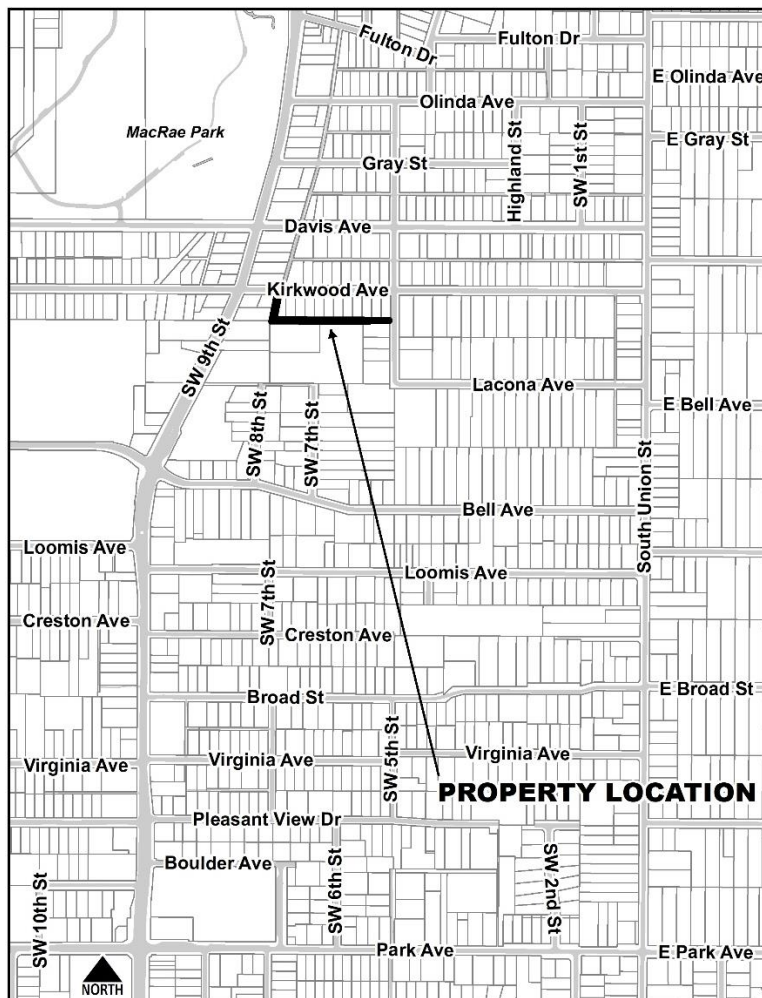 Fulton Dr
Fulton Dr
E Olinda Ave
Olinda Ave
MacRae Park
Highland St
SW 1st St
E Gray St
Gray St
Davis Ave
Kirkwood Ave
SW 9th St
Lacona Ave
E Bell Ave
SW 8th St
SW 7th St
South Union St
Bell Ave
Loomis Ave
Loomis Ave
SW 7th St
Creston Ave
Creston Ave
Broad St
E Broad St
SW 5th St
Virginia Ave
Virginia Ave
Virginia Ave
PROPERTY LOCATION
Pleasant View Dr
Boulder Ave
SW 10th St
SW 6th St
SW 2nd St
Park Ave
E Park Ave
NORTH